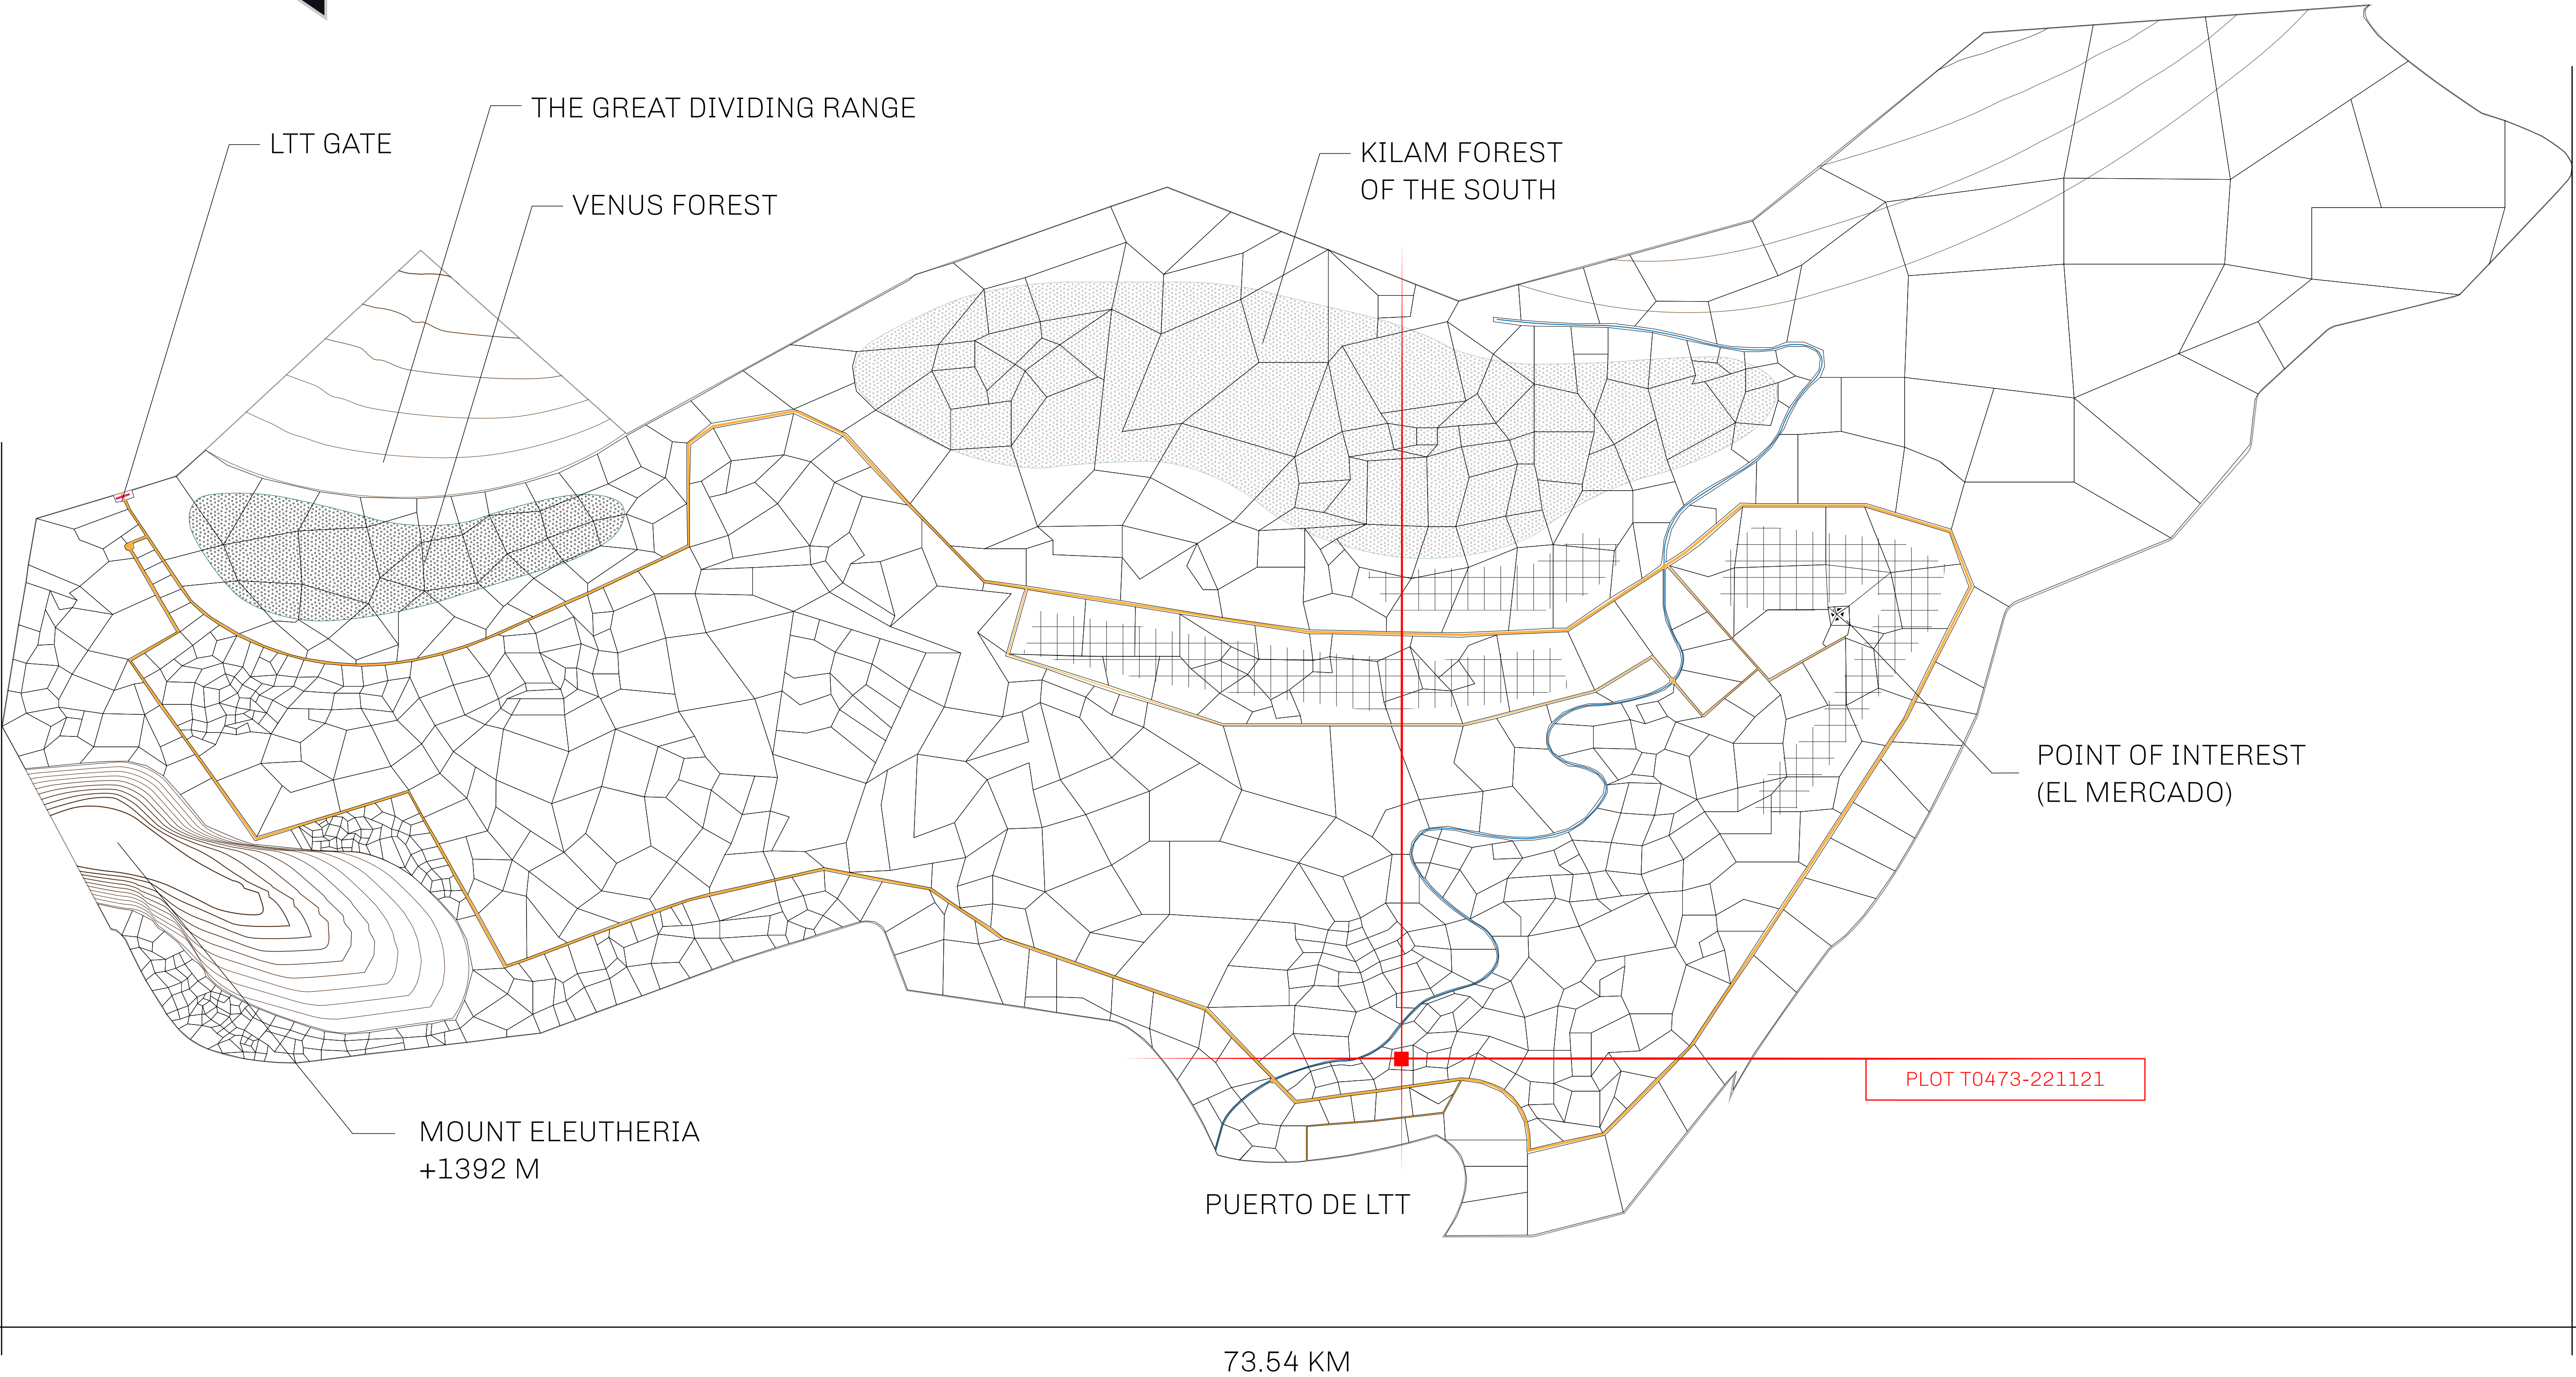 THE GREAT DIVIDING RANGE
LTT GATE
VENUS FOREST
KILAM FOREST
OF THE SOUTH
POINT OF INTEREST
(EL MERCADO)
PLOT T0473-221121
MOUNT ELEUTHERIA
+1392 M
PUERTO DE LTT
73.54 KM